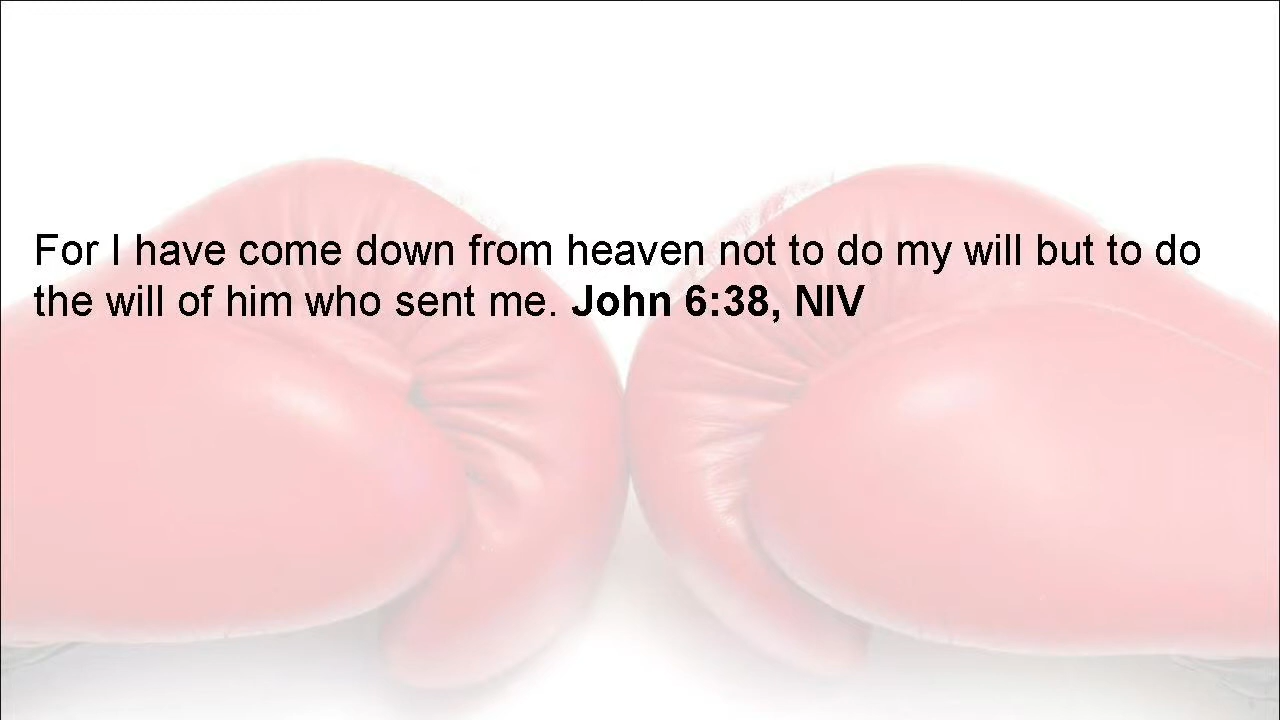 For I have come down from heaven not to do my will but to do
the will of him who sent me. John 6:38, NIV